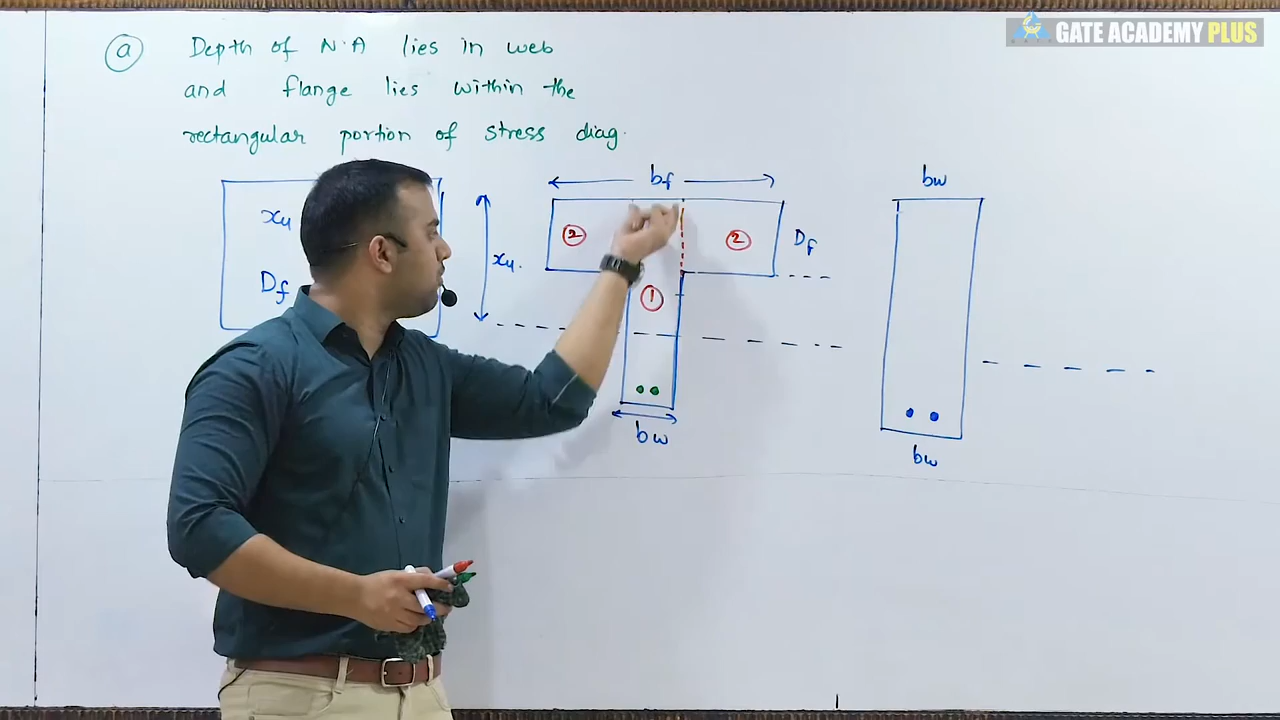 GATE ACADEMY PLUS
a Depth of N.A lies in web
and flange lies within the
rectangular portion of stress diag.
xu
Df
xu.
bf
2
2
Df
1
bw
bw
bw